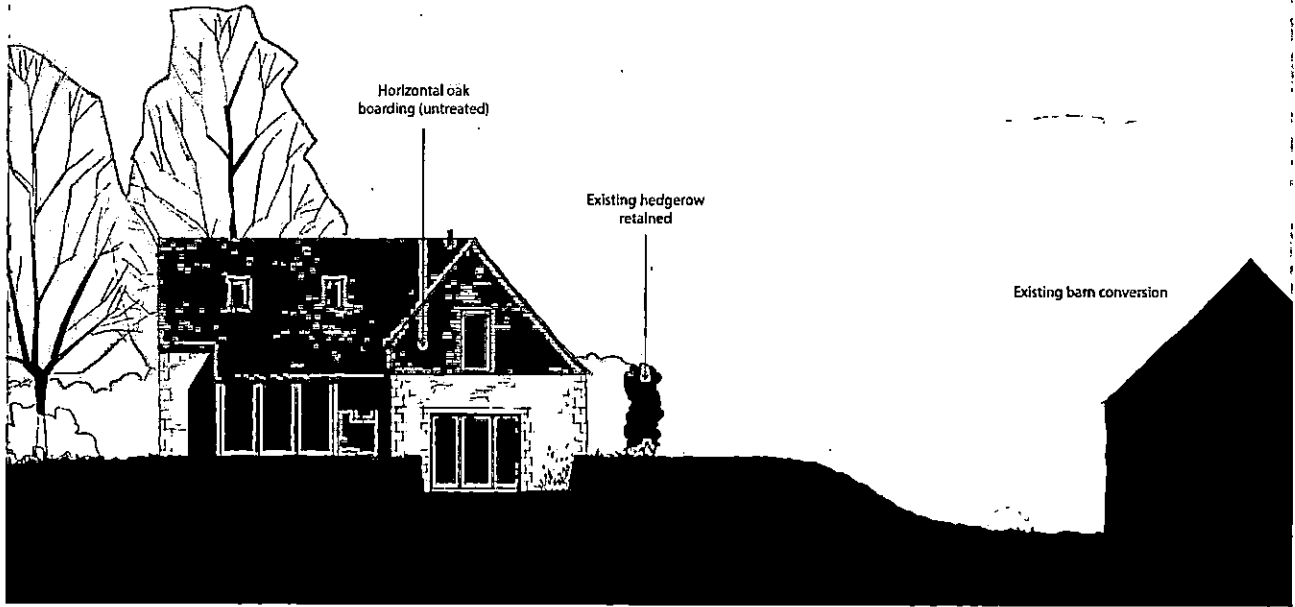 Horizontal oak
boarding (untreated)
Existing hedgerow
retained
Existing barn conversion